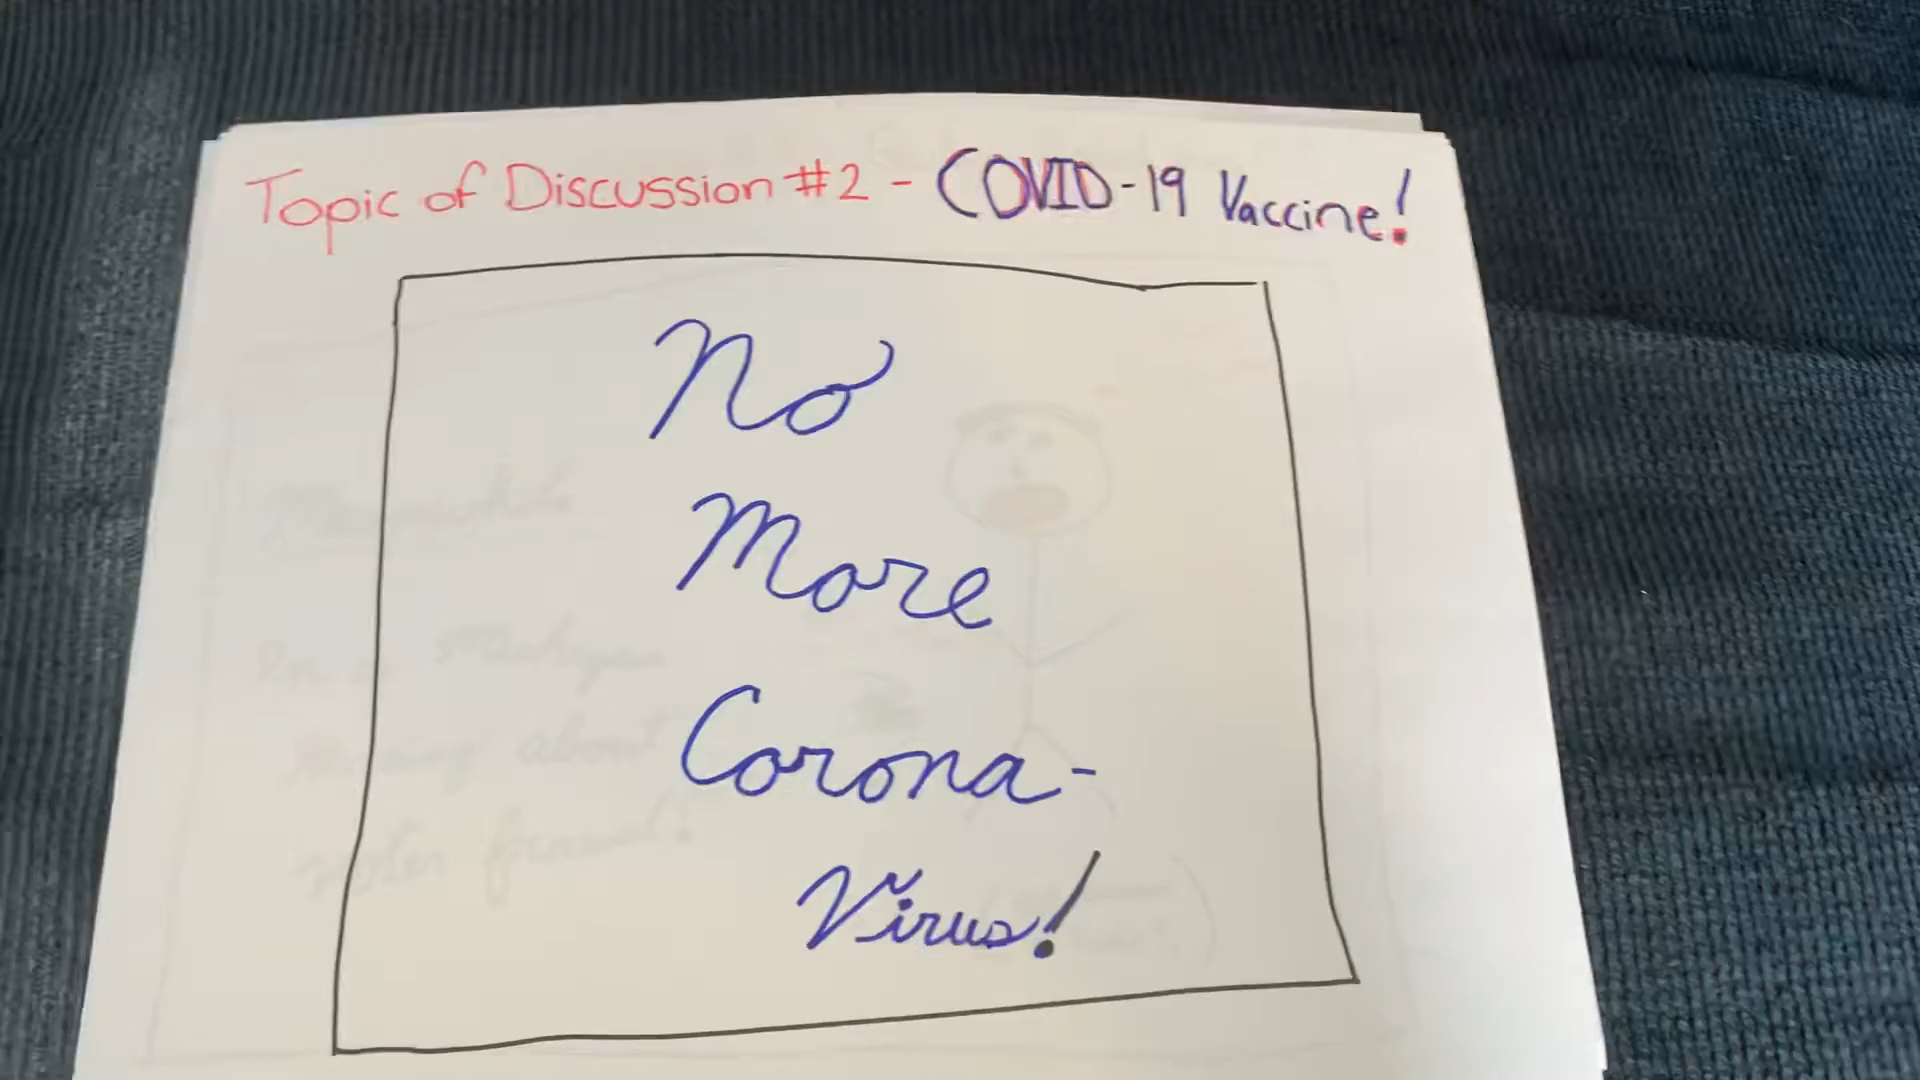 Topic of Discussion #2 - COVID-19 Vaccine!
No
More
Corona-
Virus!